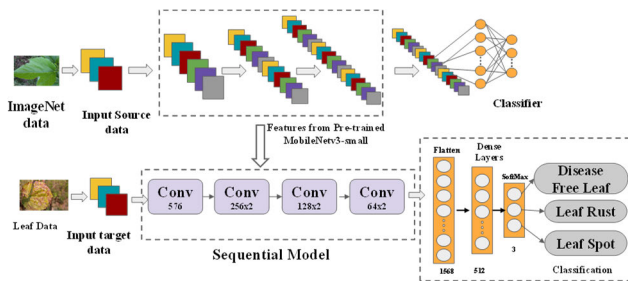 ImageNet
data
Input Source
data
Classifier
Features from Pre-trained
MobileNetv3-small
Leaf Data
Input target
data
Conv
576
Conv
256x2
Conv
128x2
Conv
64x2
Sequential Model
Flatten
1568
Dense
Layers
512
SoftMax
3
Disease
Free Leaf
Leaf Rust
Leaf Spot
Classification